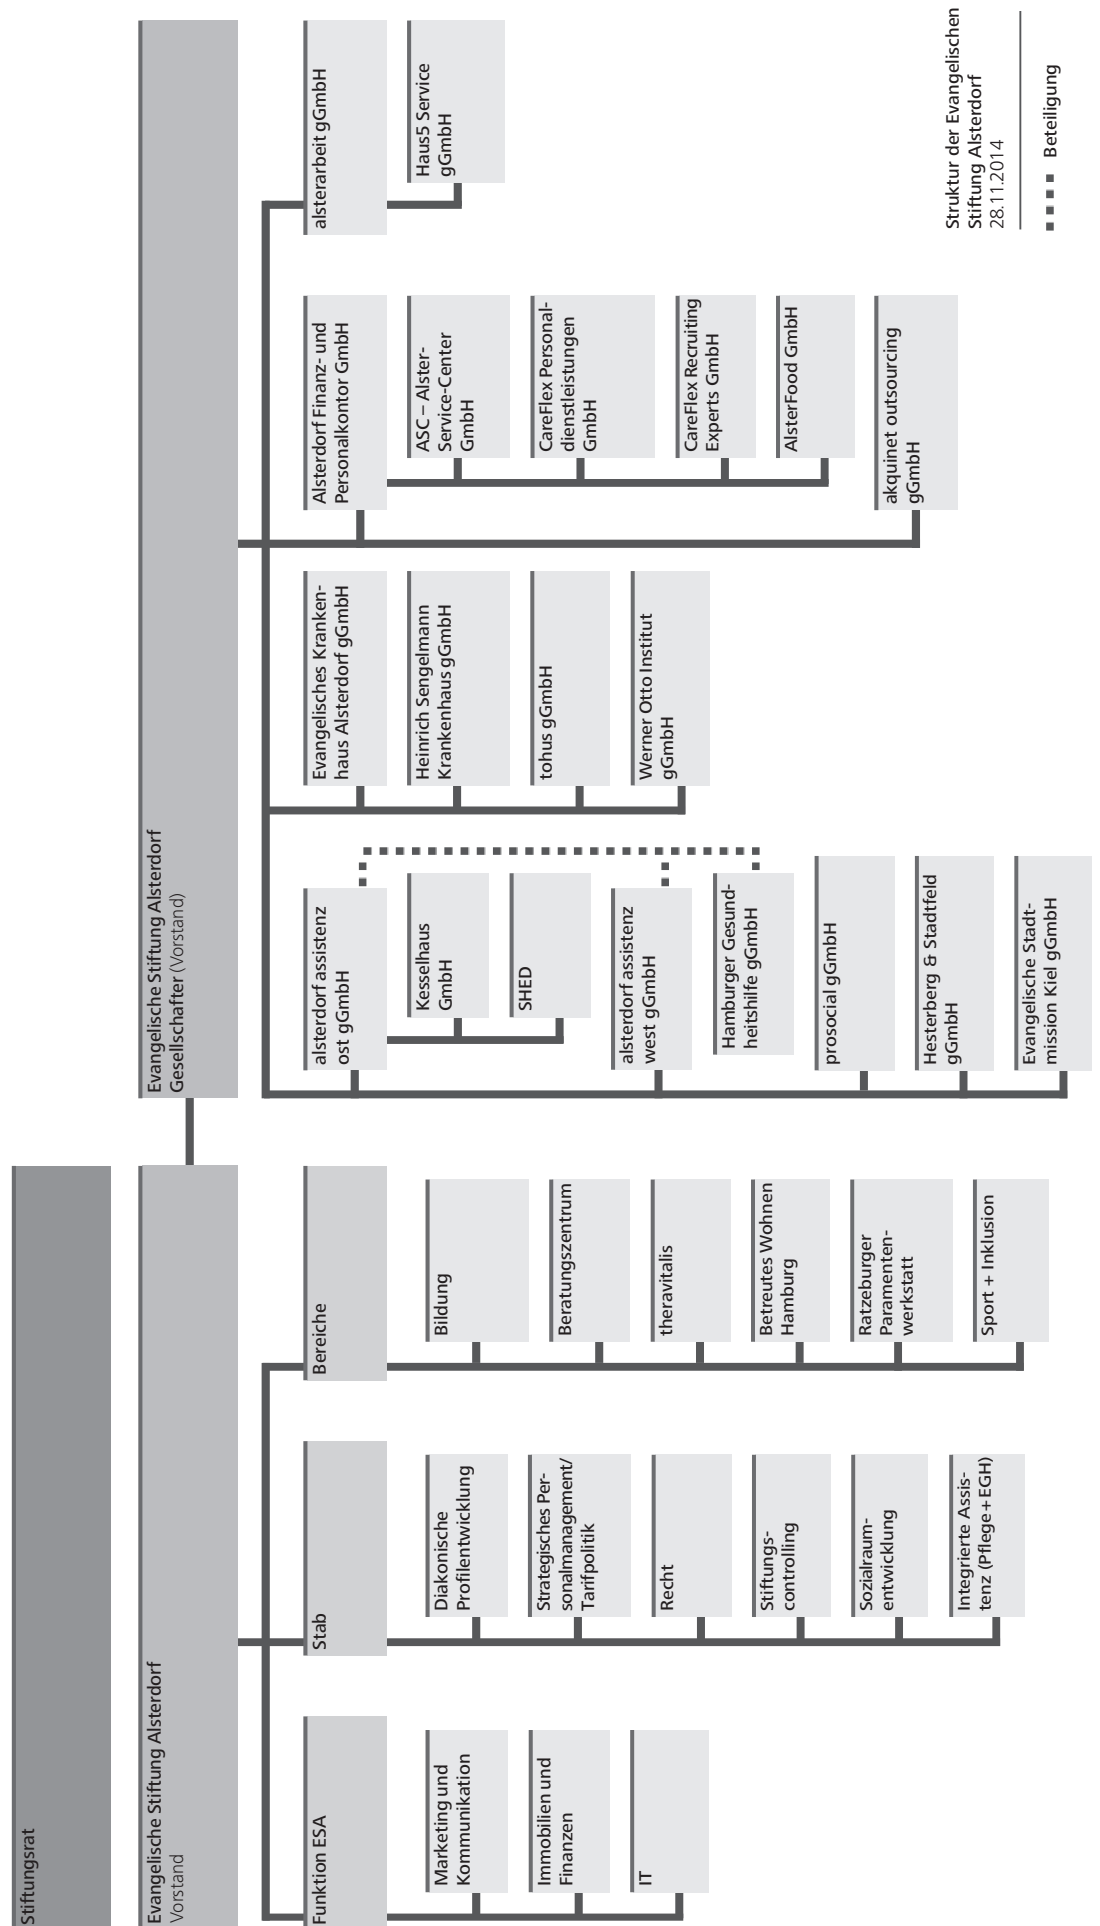 Stiftungsrat
Evangelische Stiftung Alsterdorf
Vorstand
Funktion ESA
Marketing und
Kommunikation
Immobilien und
Finanzen
IT
Stab
Diakonische
Profilentwicklung
Strategisches Per-
sonalmanagement/
Tarifpolitik
Recht
Stiftungs-
controlling
Sozialraum-
entwicklung
Integrierte Assis-
tenz (Pflege+EGH)
Bereiche
Bildung
Beratungszentrum
theravitalis
Betreutes Wohnen
Hamburg
Ratzeburger
Paramenten-
werkstatt
Sport + Inklusion
Evangelische Stiftung Alsterdorf
Gesellschafter (Vorstand)
alsterdorf assistenz
ost gGmbH
Kesselhaus
GmbH
SHED
alsterdorf assistenz
west gGmbH
Hamburger Gesund-
heitshilfe gGmbH
prosocial gGmbH
Hesterberg & Stadtfeld
gGmbH
Evangelische Stadt-
mission Kiel gGmbH
Evangelisches Kranken-
haus Alsterdorf gGmbH
Heinrich Sengelmann
Krankenhaus gGmbH
tohus gGmbH
Werner Otto Institut
gGmbH
Alsterdorf Finanz- und
Personalkontor GmbH
ASC – Alster-
Service-Center
GmbH
CareFlex Personal-
dienstleistungen
GmbH
CareFlex Recruiting
Experts GmbH
AlsterFood GmbH
akquinet outsourcing
gGmbH
alsterarbeit gGmbH
Haus5 Service
gGmbH
Struktur der Evangelischen
Stiftung Alsterdorf
28.11.2014
Beteiligung